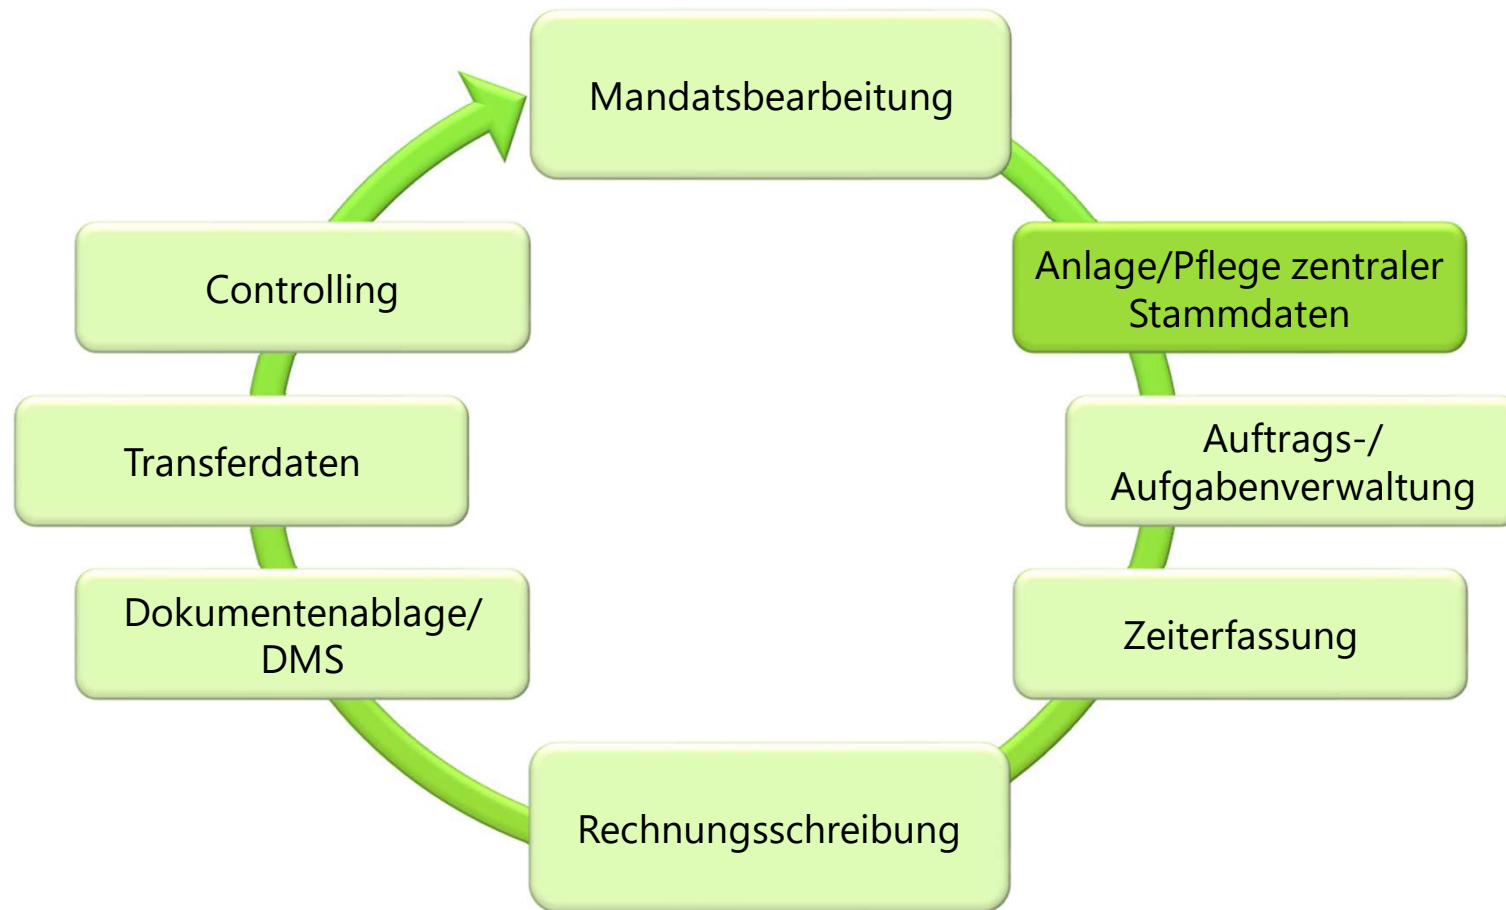 Mandatsbearbeitung
Anlage/Pflege zentraler
Stammdaten
Auftrags-/
Aufgabenverwaltung
Zeiterfassung
Rechnungsschreibung
Dokumentenablage/
DMS
Transferdaten
Controlling